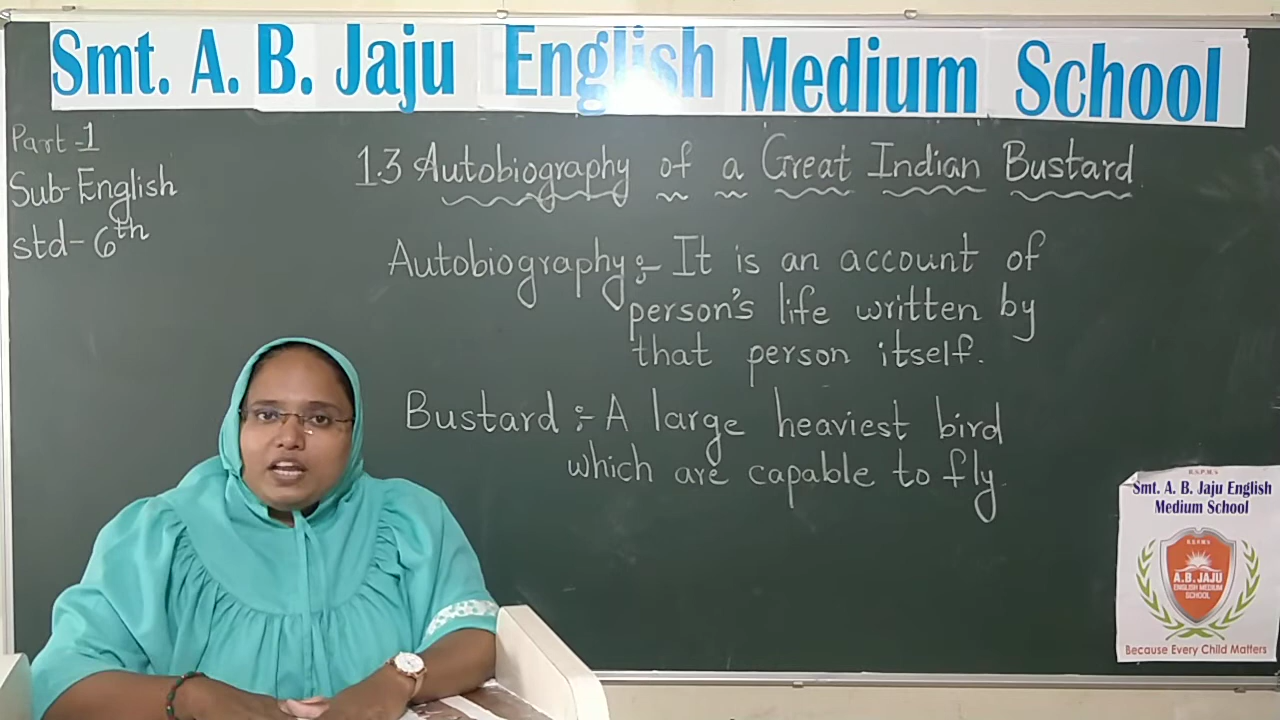 Smt. A. B. Jaju English Medium School
Part-1
Sub-English
std-6th
1.3 Autobiography of a Great Indian Bustard
Autobiography:- It is an account of
person's life written by
that person itself.
Bustard :- A large heaviest bird
which are capable to fly.
B.S.P.M's
Smt. A. B. Jaju English
Medium School
B.S.P.M's
A.B. JAJU
ENGLISH MEDIUM
SCHOOL
Because Every Child Matters